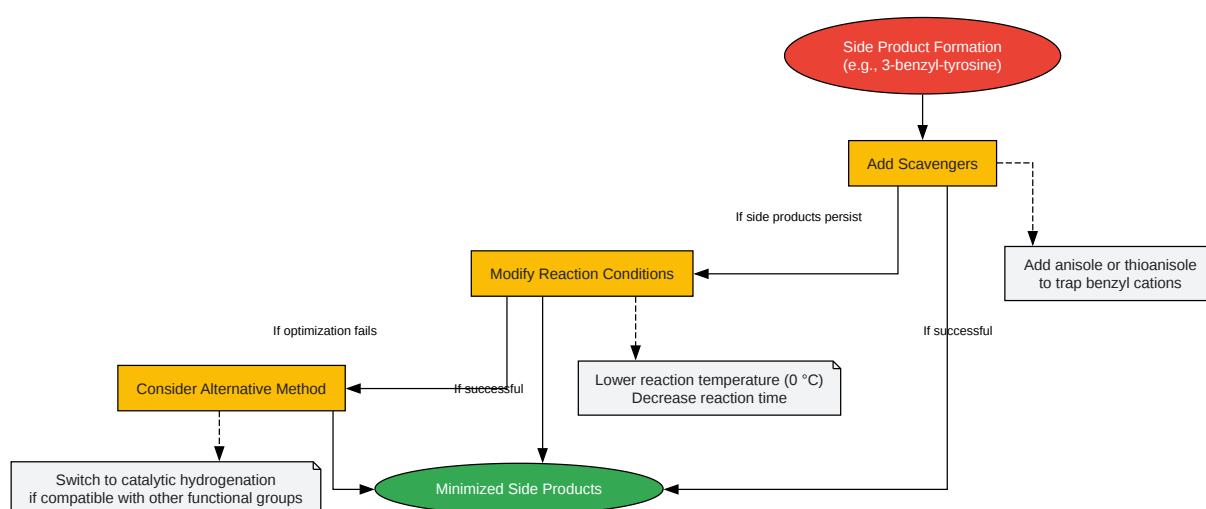 Side Product Formation
(e.g., 3-benzyl-tyrosine)
Add Scavengers
If side products persist
Add anisole or thioanisole
to trap benzyl cations
Modify Reaction Conditions
If optimization fails
If successful
Lower reaction temperature (0 °C)
Decrease reaction time
Consider Alternative Method
If successful
Switch to catalytic hydrogenation
if compatible with other functional groups
Minimized Side Products